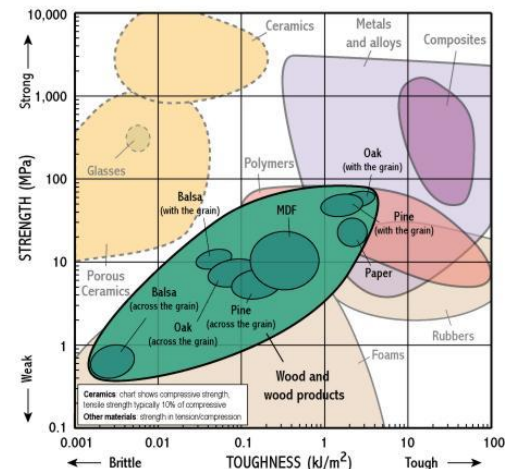 10,000
1,000
100
10
1
0.1
Strong
STRENGTH (MPa)
Weak
Ceramics
Metals
and alloys
Composites
Glasses
Polymers
Oak
(with the grain)
Balsa
(with the grain)
MDF
Pine
(with the grain)
Paper
Porous
Ceramics
Balsa
(across the grain)
Oak
(across the grain)
Pine
(across the grain)
Rubbers
Foams
Wood and
wood products
Ceramics: chart shows compressive strength,
tensile strength typically 10% of compressive
Other materials: strength in tension/compression
0.001 0.01 0.1 1 10 100
Brittle TOUGHNESS (kJ/m²) Tough